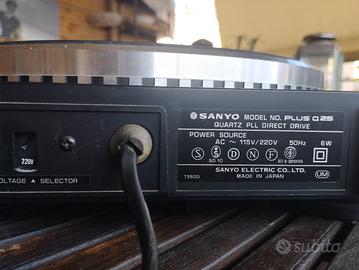 SANYO MODEL NO. PLUS Q25
QUARTZ PLL DIRECT DRIVE
POWER SOURCE
AC ~ 115V/220V 50Hz 6W
S D N F
SANYO ELECTRIC CO., LTD.
MADE IN JAPAN
220V
VOLTAGE ▲ SELECTOR
subito